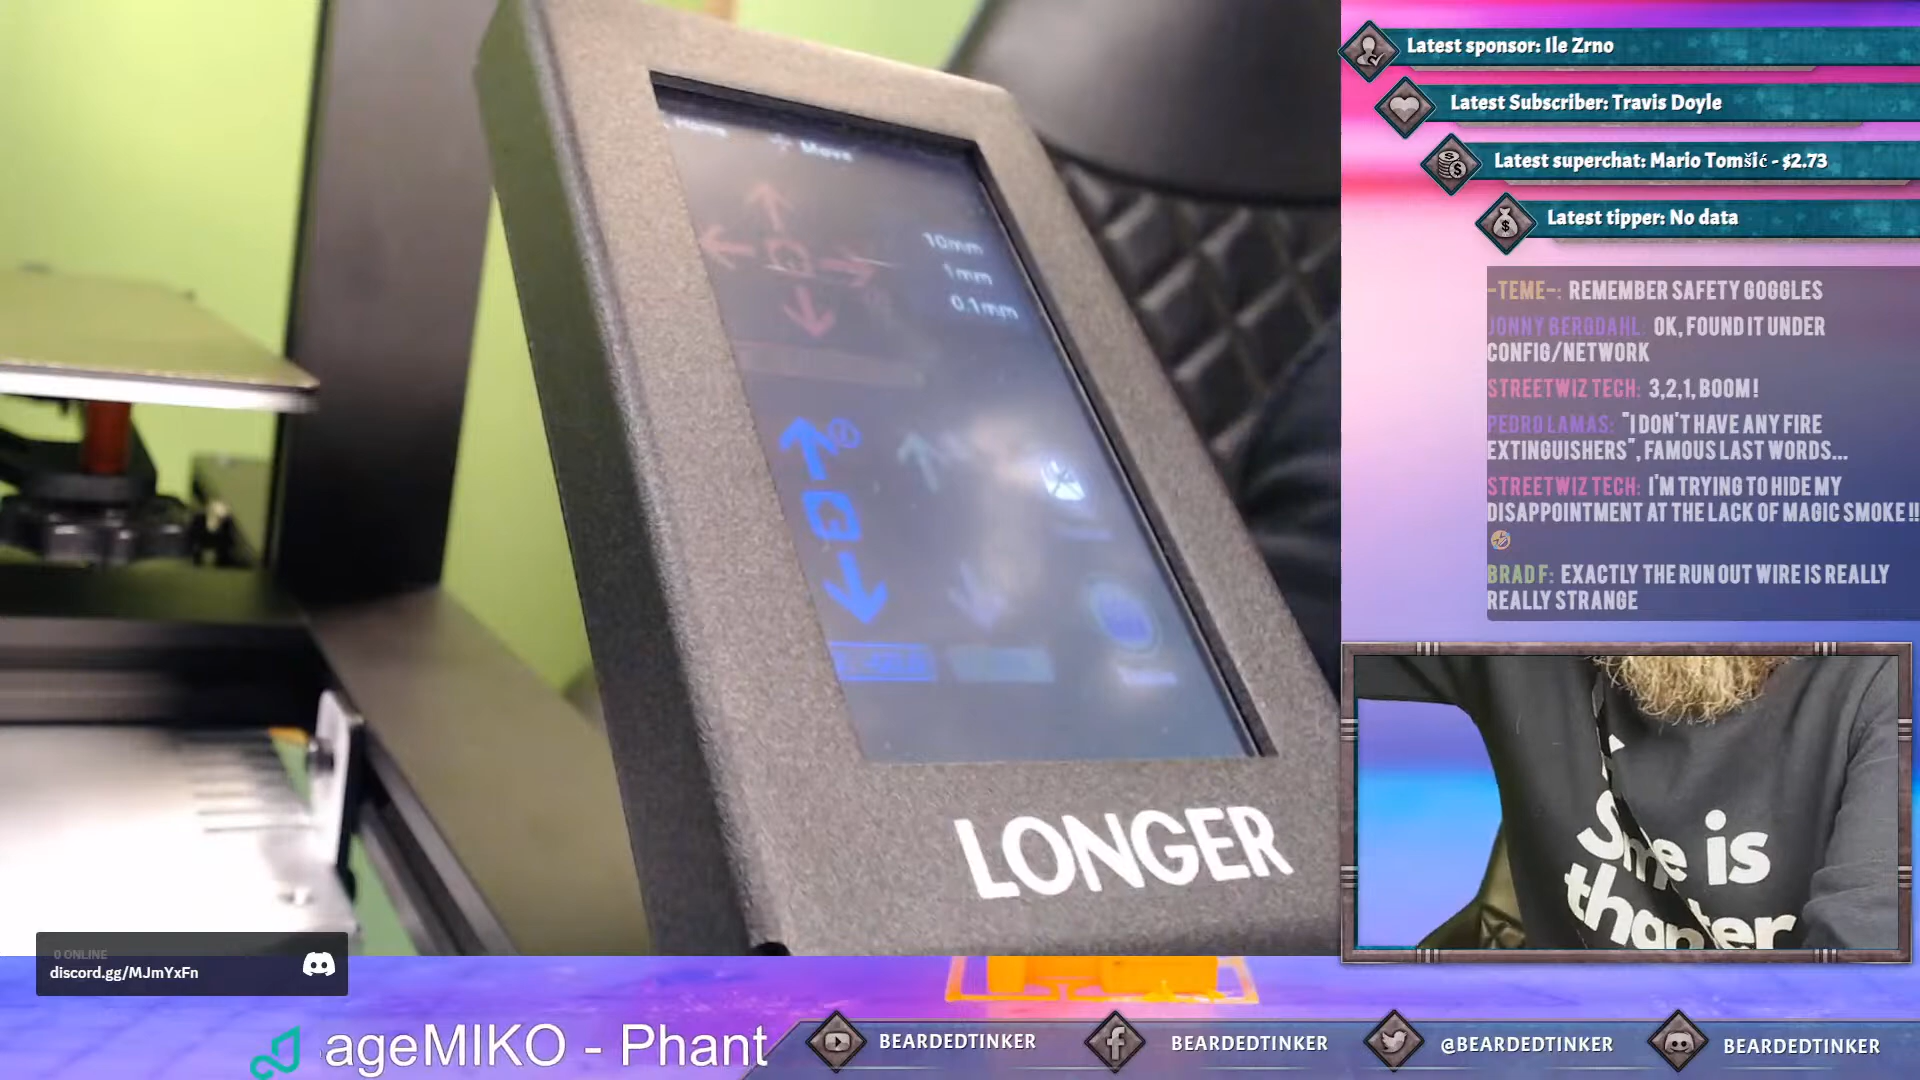 Home
Move
10mm
1mm
0.1mm
LONGER
Latest sponsor: Ile Zrno
Latest Subscriber: Travis Doyle
Latest superchat: Mario Tomšić - $2.73
Latest tipper: No data
-TEME-: REMEMBER SAFETY GOGGLES
JONNY BERGDAHL: OK, FOUND IT UNDER
CONFIG/NETWORK
STREETWIZ TECH: 3,2,1, BOOM!
PEDRO LAMAS: "I DON'T HAVE ANY FIRE
EXTINGUISHERS", FAMOUS LAST WORDS...
STREETWIZ TECH: I'M TRYING TO HIDE MY
DISAPPOINTMENT AT THE LACK OF MAGIC SMOKE!!
BRAD F: EXACTLY THE RUN OUT WIRE IS REALLY
REALLY STRANGE
is
0 ONLINE
discord.gg/MJmYxFn
ageMIKO - Phant
BEARDEDTINKER
BEARDEDTINKER
@BEARDEDTINKER
BEARDEDTINKER